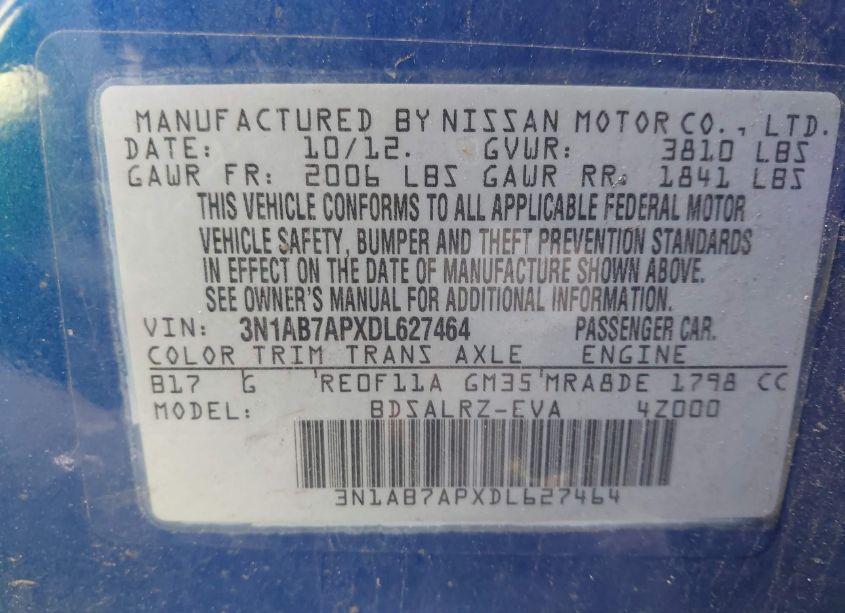 MANUFACTURED BY NISSAN MOTOR CO., LTD.
DATE: 10/12. GVWR: 3810 LBS
GAWR FR: 2006 LBS GAWR RR: 1841 LBS
THIS VEHICLE CONFORMS TO ALL APPLICABLE FEDERAL MOTOR
VEHICLE SAFETY, BUMPER AND THEFT PREVENTION STANDARDS
IN EFFECT ON THE DATE OF MANUFACTURE SHOWN ABOVE.
SEE OWNER'S MANUAL FOR ADDITIONAL INFORMATION.
VIN: 3N1AB7APXDL627464 PASSENGER CAR.
COLOR TRIM TRANS AXLE ENGINE
B17 G RE0F11A GM35 MRA8DE 1798 CC
MODEL: BDSALRZ-EVA 4Z000
3N1AB7APXDL627464